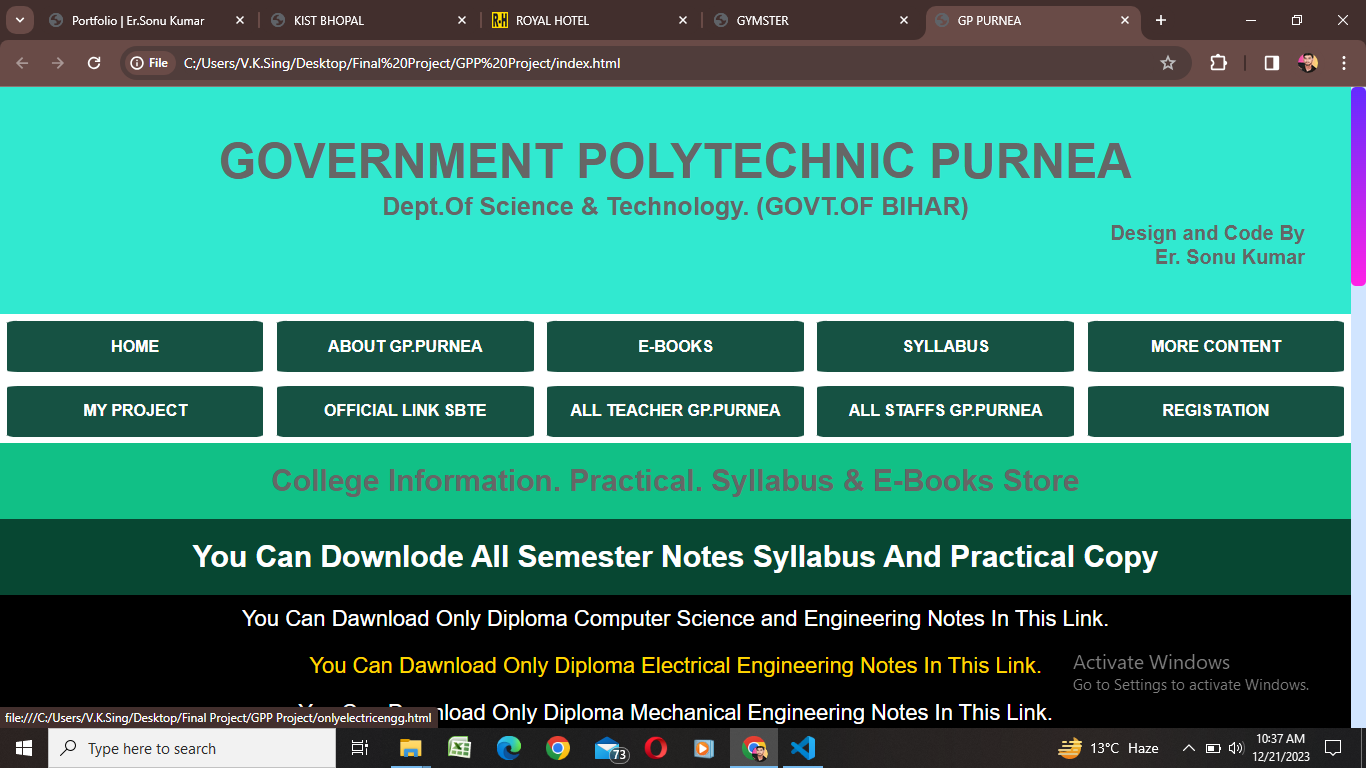 Portfolio | Er.Sonu Kumar
KIST BHOPAL
R-H
ROYAL HOTEL
GYMSTER
GP PURNEA
File
C:/Users/V.K.Sing/Desktop/Final%20Project/GPP%20Project/index.html
GOVERNMENT POLYTECHNIC PURNEA
Dept.Of Science & Technology. (GOVT.OF BIHAR)
Design and Code By
Er. Sonu Kumar
HOME
ABOUT GP.PURNEA
E-BOOKS
SYLLABUS
MORE CONTENT
MY PROJECT
OFFICIAL LINK SBTE
ALL TEACHER GP.PURNEA
ALL STAFFS GP.PURNEA
REGISTATION
College Information. Practical. Syllabus & E-Books Store
You Can Downlode All Semester Notes Syllabus And Practical Copy
You Can Dawnload Only Diploma Computer Science and Engineering Notes In This Link.
You Can Dawnload Only Diploma Electrical Engineering Notes In This Link.
Activate Windows
Go to Settings to activate Windows.
Only Diploma Mechanical Engineering Notes In This Link.
file:///C:/Users/V.K.Sing/Desktop/Final Project/GPP Project/onlyelectricengg.html
Type here to search
73
13°C Haze
10:37 AM
12/21/2023